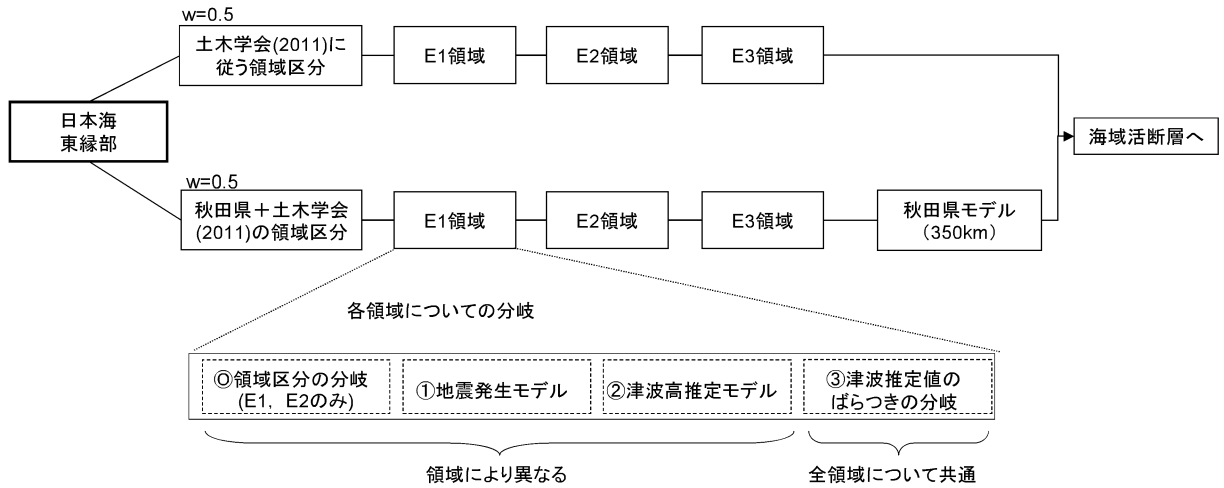 w=0.5
土木学会(2011)に
従う領域区分
E1領域
E2領域
E3領域
日本海
東縁部
海域活断層へ
w=0.5
秋田県＋土木学会
(2011)の領域区分
E1領域
E2領域
E3領域
秋田県モデル
（350km）
各領域についての分岐
⓪領域区分の分岐
(E1，E2のみ)
①地震発生モデル
②津波高推定モデル
③津波推定値の
ばらつきの分岐
領域により異なる
全領域について共通